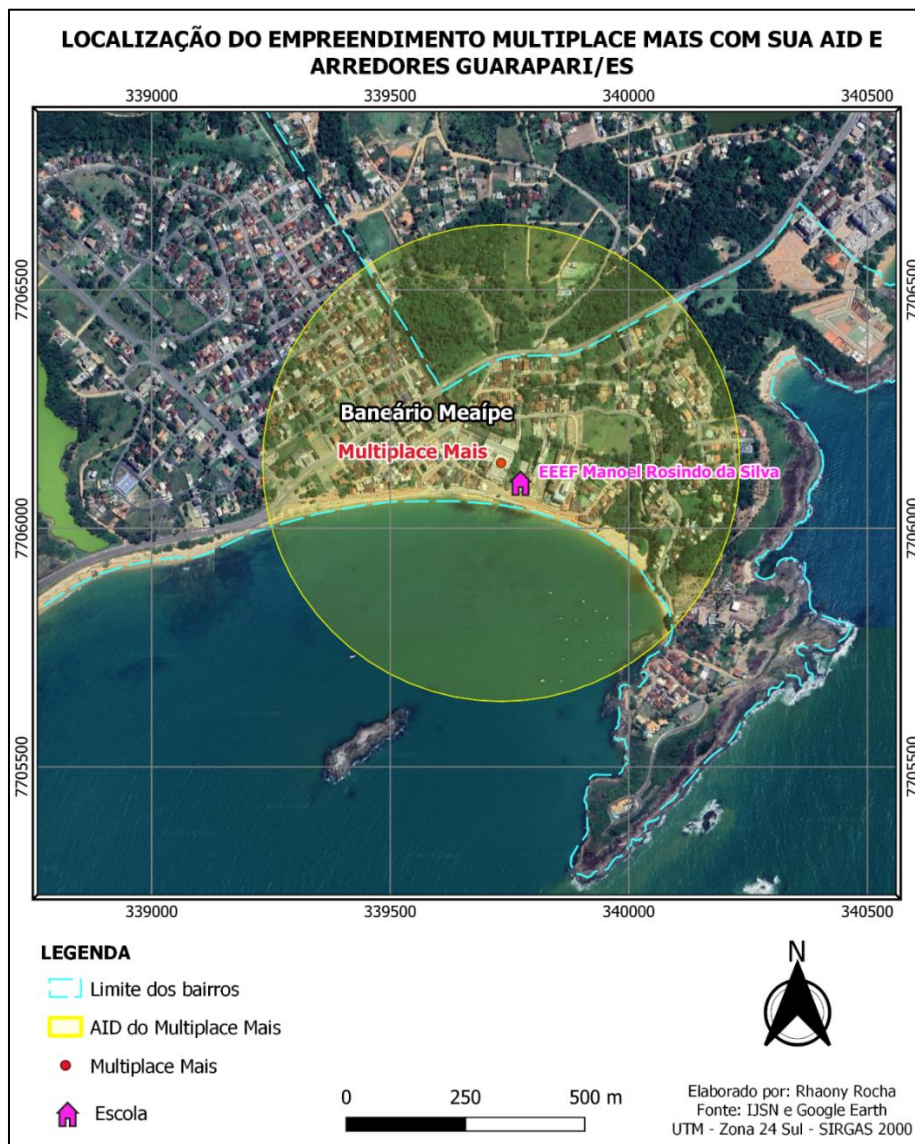 LOCALIZAÇÃO DO EMPREENDIMENTO MULTIPLACE MAIS COM SUA AID E
ARREDORES GUARAPARI/ES
339000 339500 340000 340500
7706500 7706500
Baneário Meaípe
Multiplace Mais
EEEF Manoel Rosindo da Silva
7706000 7706000
7705500 7705500
339000 339500 340000 340500
LEGENDA
Limite dos bairros
AID do Multiplace Mais
Multiplace Mais
Escola
N
0 250 500 m
Elaborado por: Rhaony Rocha
Fonte: IJSN e Google Earth
UTM - Zona 24 Sul - SIRGAS 2000